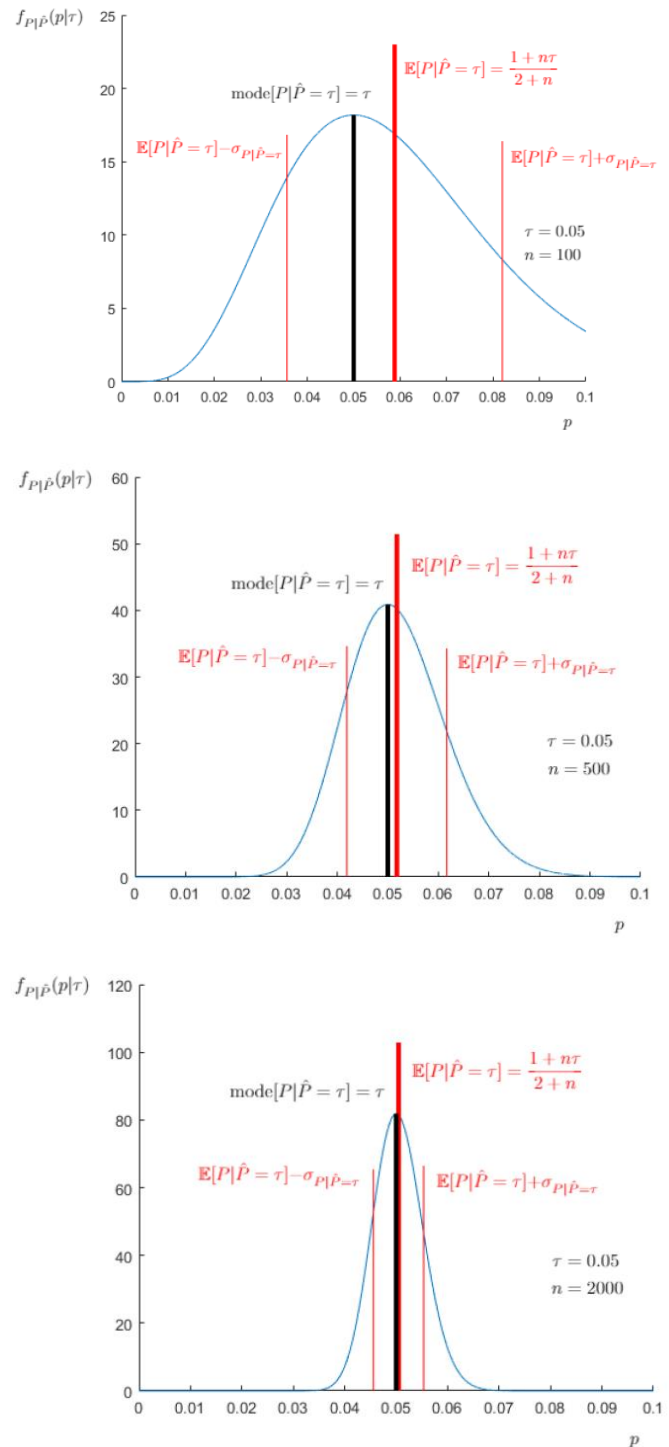 f_{P|P̂}(p|τ)
25
𝔼[P|P̂ = τ] = \frac{1 + nτ}{2 + n}
mode[P|P̂ = τ] = τ
20
𝔼[P|P̂ = τ]−σ_{P|P̂=τ}
𝔼[P|P̂ = τ]+σ_{P|P̂=τ}
15
τ = 0.05
10
n = 100
5
0
0 0.01 0.02 0.03 0.04 0.05 0.06 0.07 0.08 0.09 0.1
p
f_{P|P̂}(p|τ)
60
50
𝔼[P|P̂ = τ] = \frac{1 + nτ}{2 + n}
mode[P|P̂ = τ] = τ
40
𝔼[P|P̂ = τ]−σ_{P|P̂=τ}
𝔼[P|P̂ = τ]+σ_{P|P̂=τ}
30
20
τ = 0.05
n = 500
10
0
0 0.01 0.02 0.03 0.04 0.05 0.06 0.07 0.08 0.09 0.1
p
f_{P|P̂}(p|τ)
120
100
𝔼[P|P̂ = τ] = \frac{1 + nτ}{2 + n}
mode[P|P̂ = τ] = τ
80
𝔼[P|P̂ = τ]−σ_{P|P̂=τ}
𝔼[P|P̂ = τ]+σ_{P|P̂=τ}
60
40
τ = 0.05
n = 2000
20
0
0 0.01 0.02 0.03 0.04 0.05 0.06 0.07 0.08 0.09 0.1
p